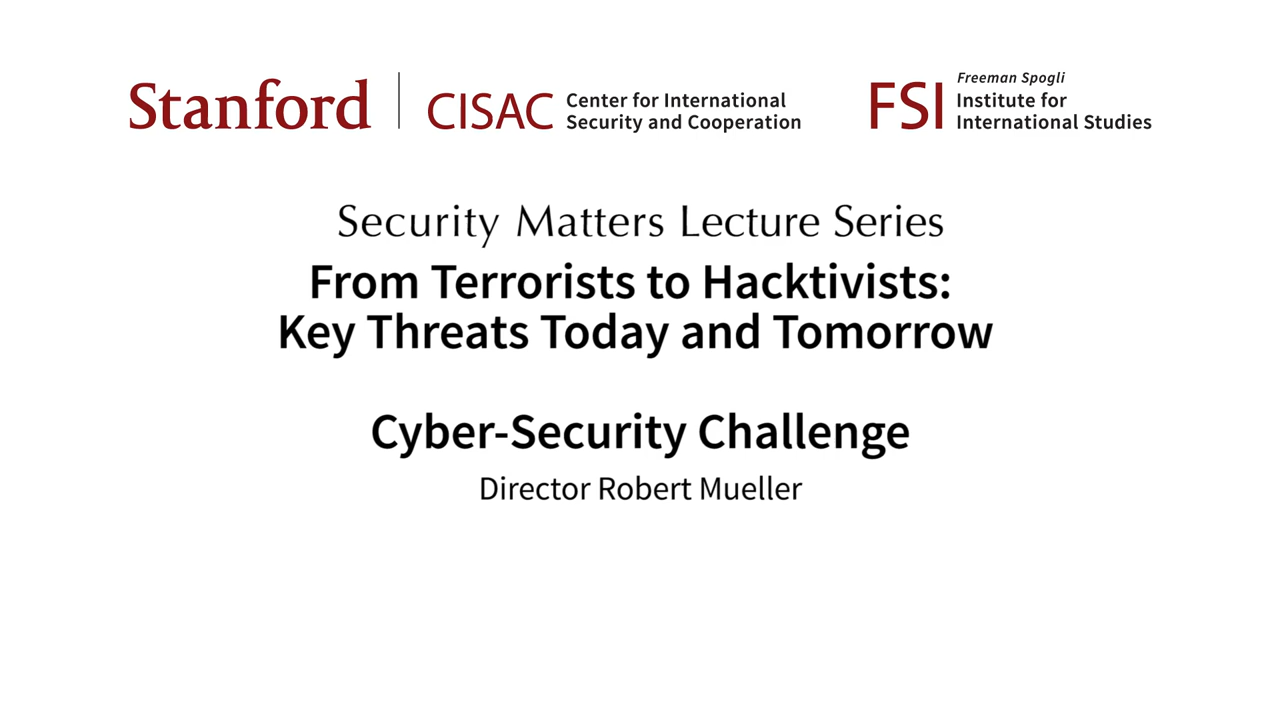 Stanford
CISAC
Center for International
Security and Cooperation
FSI
Freeman Spogli
Institute for
International Studies
Security Matters Lecture Series
From Terrorists to Hacktivists:
Key Threats Today and Tomorrow
Cyber-Security Challenge
Director Robert Mueller